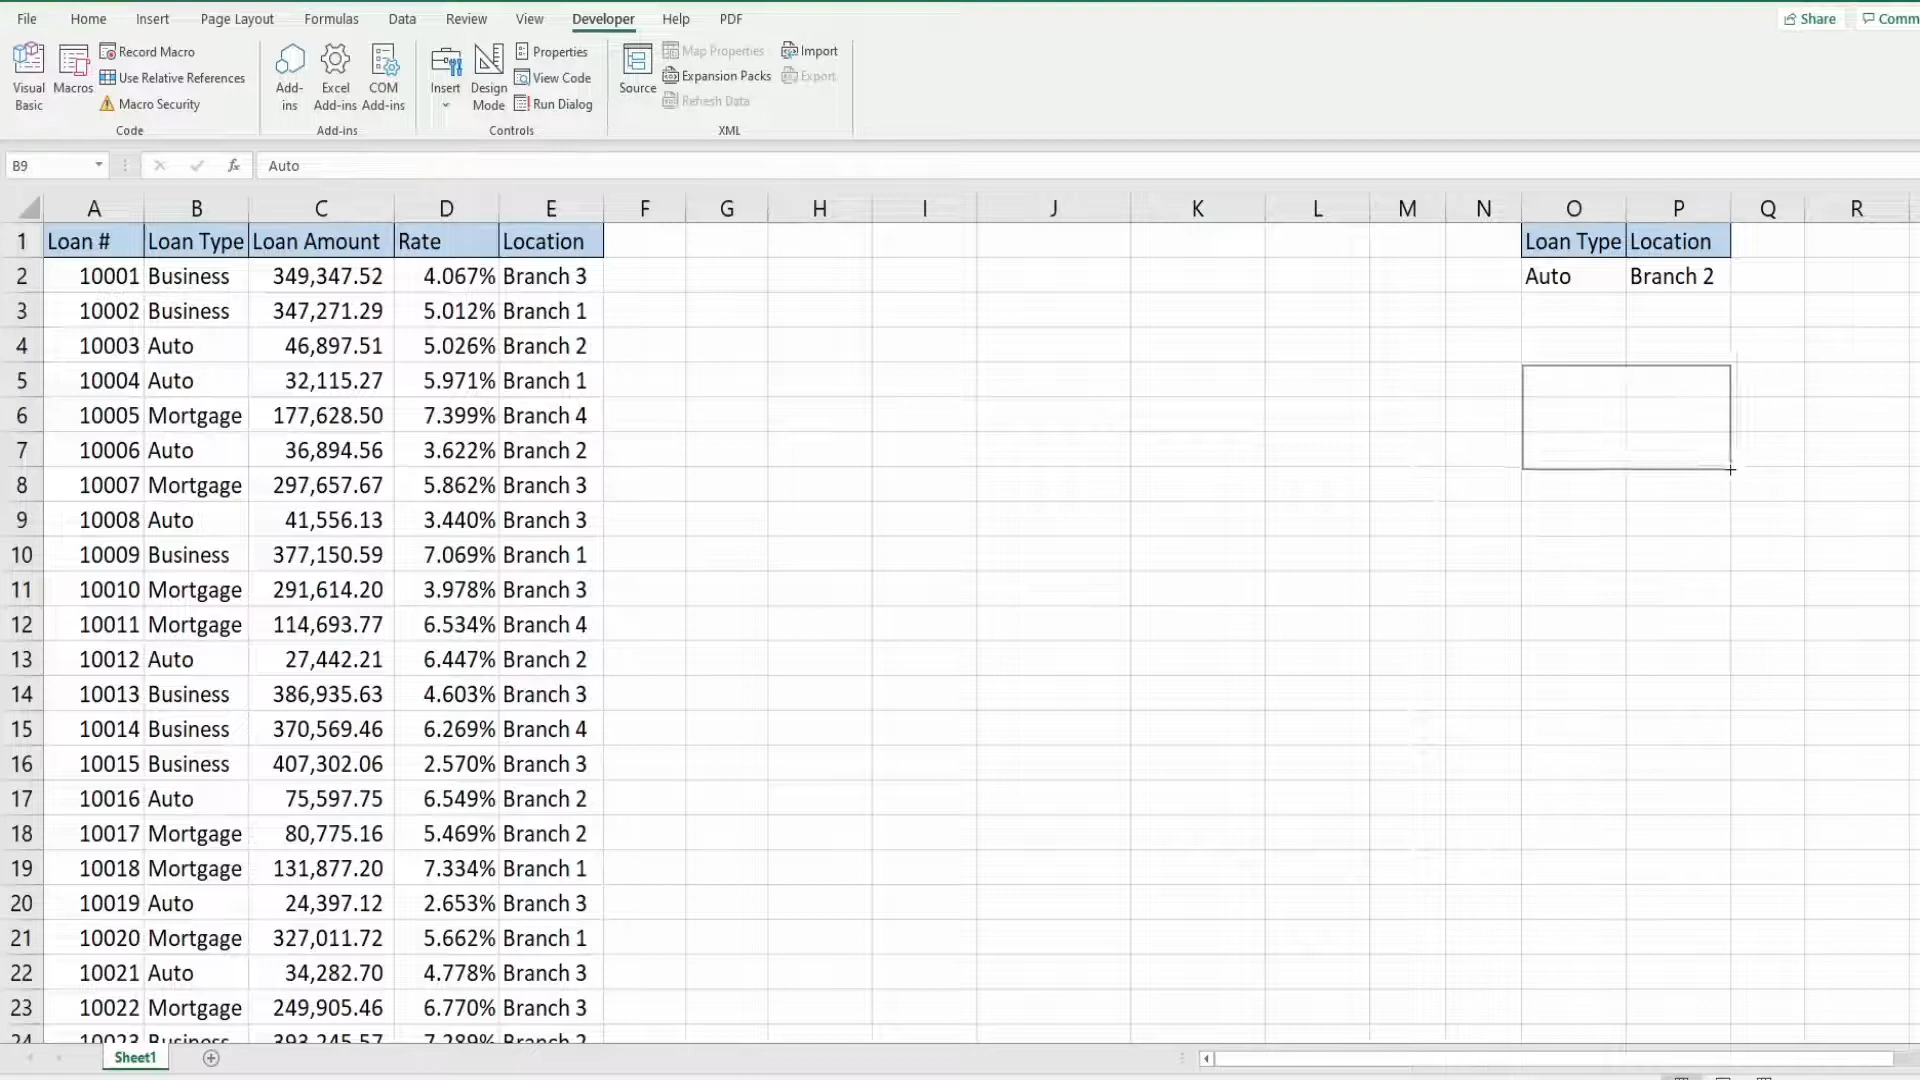 File Home Insert Page Layout Formulas Data Review View Developer Help PDF Share Comm
Visual Basic Macros Record Macro Use Relative References Macro Security Code
Add-ins Excel Add-ins COM Add-ins Add-ins
Insert Design Mode Properties View Code Run Dialog Controls
Source Map Properties Expansion Packs Refresh Data Import Export XML
B9 fx Auto
A B C D E F G H I J K L M N O P Q R
1 Loan # Loan Type Loan Amount Rate Location Loan Type Location
2 10001 Business 349,347.52 4.067% Branch 3 Auto Branch 2
3 10002 Business 347,271.29 5.012% Branch 1
4 10003 Auto 46,897.51 5.026% Branch 2
5 10004 Auto 32,115.27 5.971% Branch 1
6 10005 Mortgage 177,628.50 7.399% Branch 4
7 10006 Auto 36,894.56 3.622% Branch 2
8 10007 Mortgage 297,657.67 5.862% Branch 3
9 10008 Auto 41,556.13 3.440% Branch 3
10 10009 Business 377,150.59 7.069% Branch 1
11 10010 Mortgage 291,614.20 3.978% Branch 3
12 10011 Mortgage 114,693.77 6.534% Branch 4
13 10012 Auto 27,442.21 6.447% Branch 2
14 10013 Business 386,935.63 4.603% Branch 3
15 10014 Business 370,569.46 6.269% Branch 4
16 10015 Business 407,302.06 2.570% Branch 3
17 10016 Auto 75,597.75 6.549% Branch 2
18 10017 Mortgage 80,775.16 5.469% Branch 2
19 10018 Mortgage 131,877.20 7.334% Branch 1
20 10019 Auto 24,397.12 2.653% Branch 3
21 10020 Mortgage 327,011.72 5.662% Branch 1
22 10021 Auto 34,282.70 4.778% Branch 3
23 10022 Mortgage 249,905.46 6.770% Branch 3
24 10023 Business 393,245.57 7.289% Branch 2
Sheet1